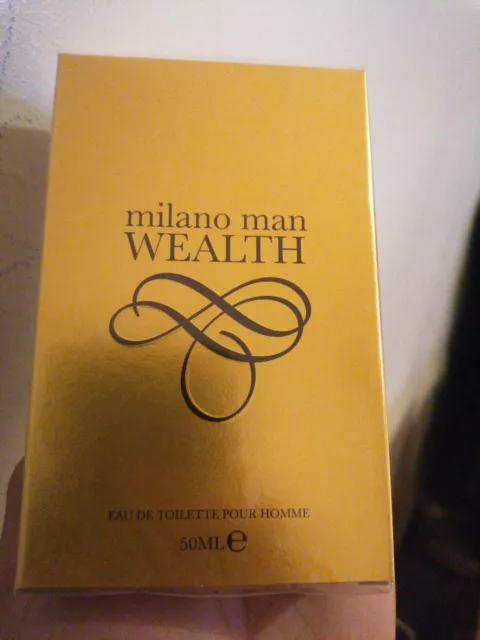 milano man
WEALTH
EAU DE TOILETTE POUR HOMME
50ML℮